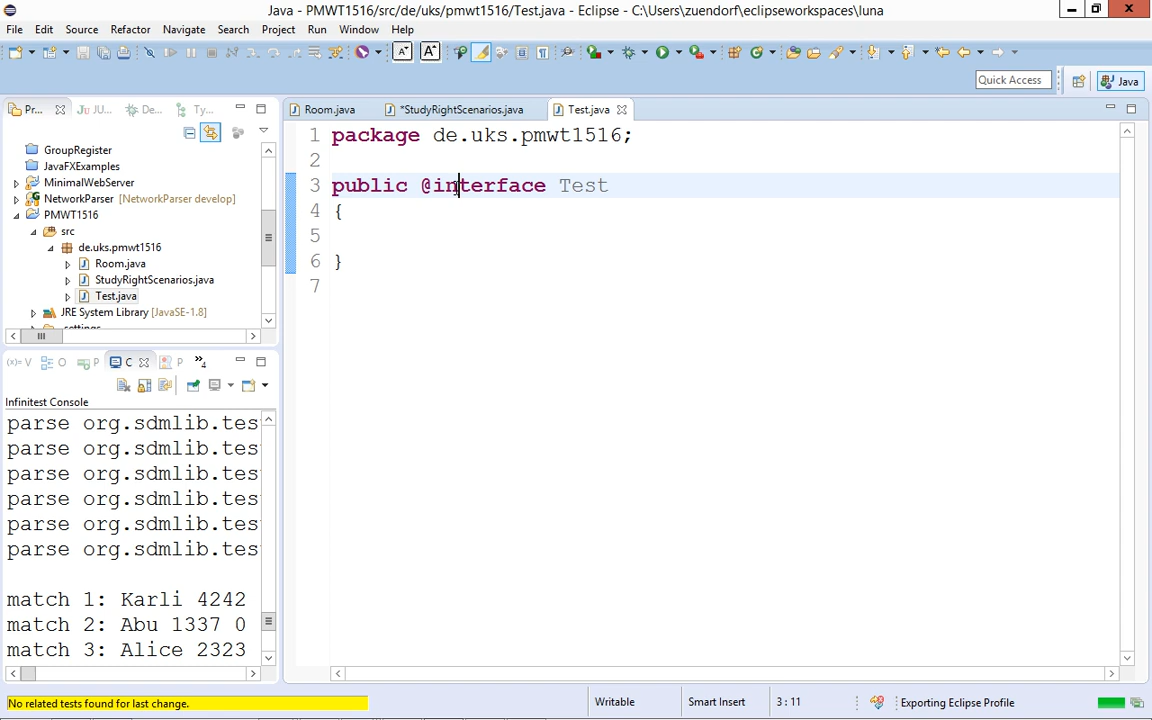 Java - PMWT1516/src/de/uks/pmwt1516/Test.java - Eclipse - C:\Users\zuendorf\eclipseworkspaces\luna
File Edit Source Refactor Navigate Search Project Run Window Help
Quick Access
Java
Pr...
JU...
De...
Ty...
Room.java
*StudyRightScenarios.java
Test.java
GroupRegister
JavaFXExamples
MinimalWebServer
NetworkParser [NetworkParser develop]
PMWT1516
src
de.uks.pmwt1516
Room.java
StudyRightScenarios.java
Test.java
JRE System Library [JavaSE-1.8]
1 package de.uks.pmwt1516;
2
3 public @interface Test
4 {
5
6 }
7
(x)= V
O
P
C
P
»4
Infinitest Console
parse org.sdmlib.tes
parse org.sdmlib.tes
parse org.sdmlib.tes
parse org.sdmlib.tes
parse org.sdmlib.tes
parse org.sdmlib.tes
match 1: Karli 4242
match 2: Abu 1337 0
match 3: Alice 2323
No related tests found for last change.
Writable
Smart Insert
3 : 11
Exporting Eclipse Profile